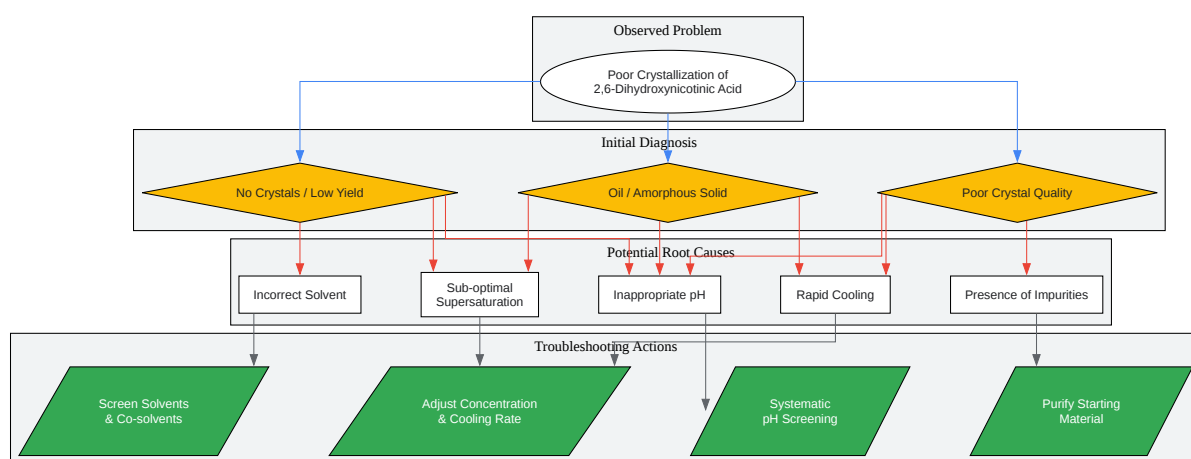 Observed Problem
Poor Crystallization of
2,6-Dihydroxynicotinic Acid
Initial Diagnosis
No Crystals / Low Yield
Oil / Amorphous Solid
Poor Crystal Quality
Potential Root Causes
Incorrect Solvent
Sub-optimal
Supersaturation
Inappropriate pH
Rapid Cooling
Presence of Impurities
Troubleshooting Actions
Screen Solvents
& Co-solvents
Adjust Concentration
& Cooling Rate
Systematic
pH Screening
Purify Starting
Material